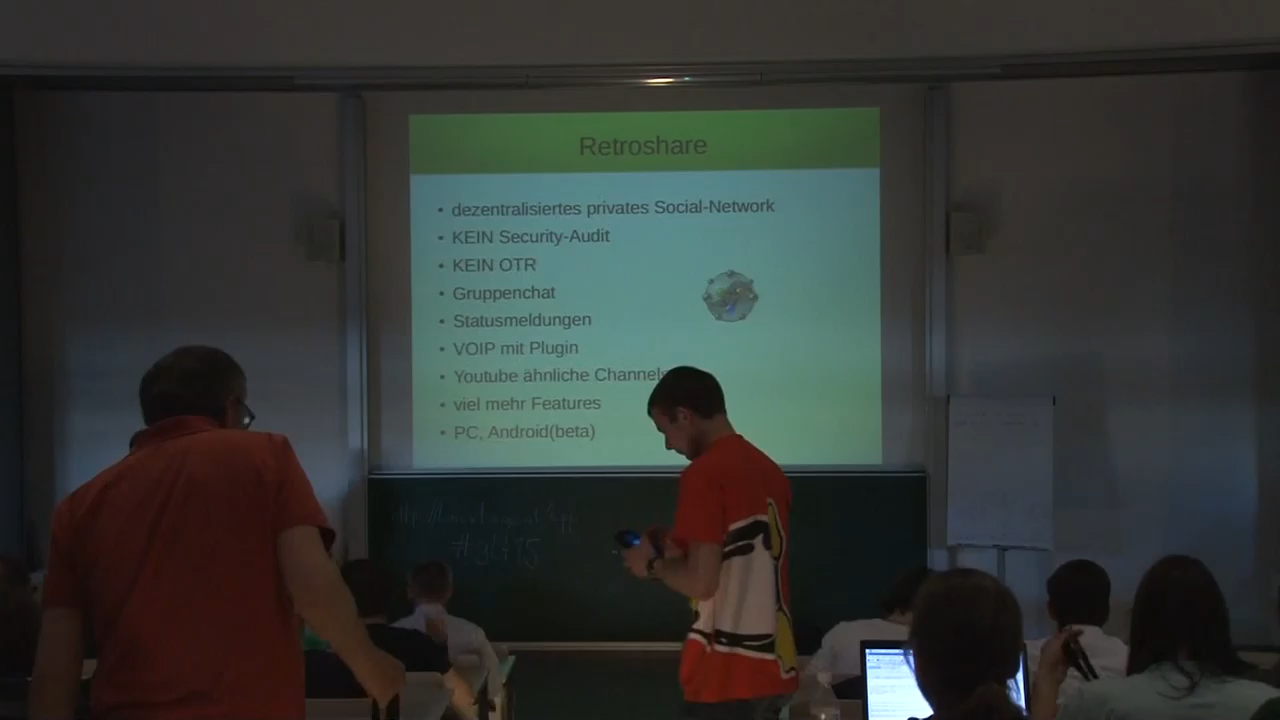 Retroshare
• dezentralisiertes privates Social-Network
• KEIN Security-Audit
• KEIN OTR
• Gruppenchat
• Statusmeldungen
• VOIP mit Plugin
• Youtube ähnliche Channels
• viel mehr Features
• PC, Android(beta)
#glt15